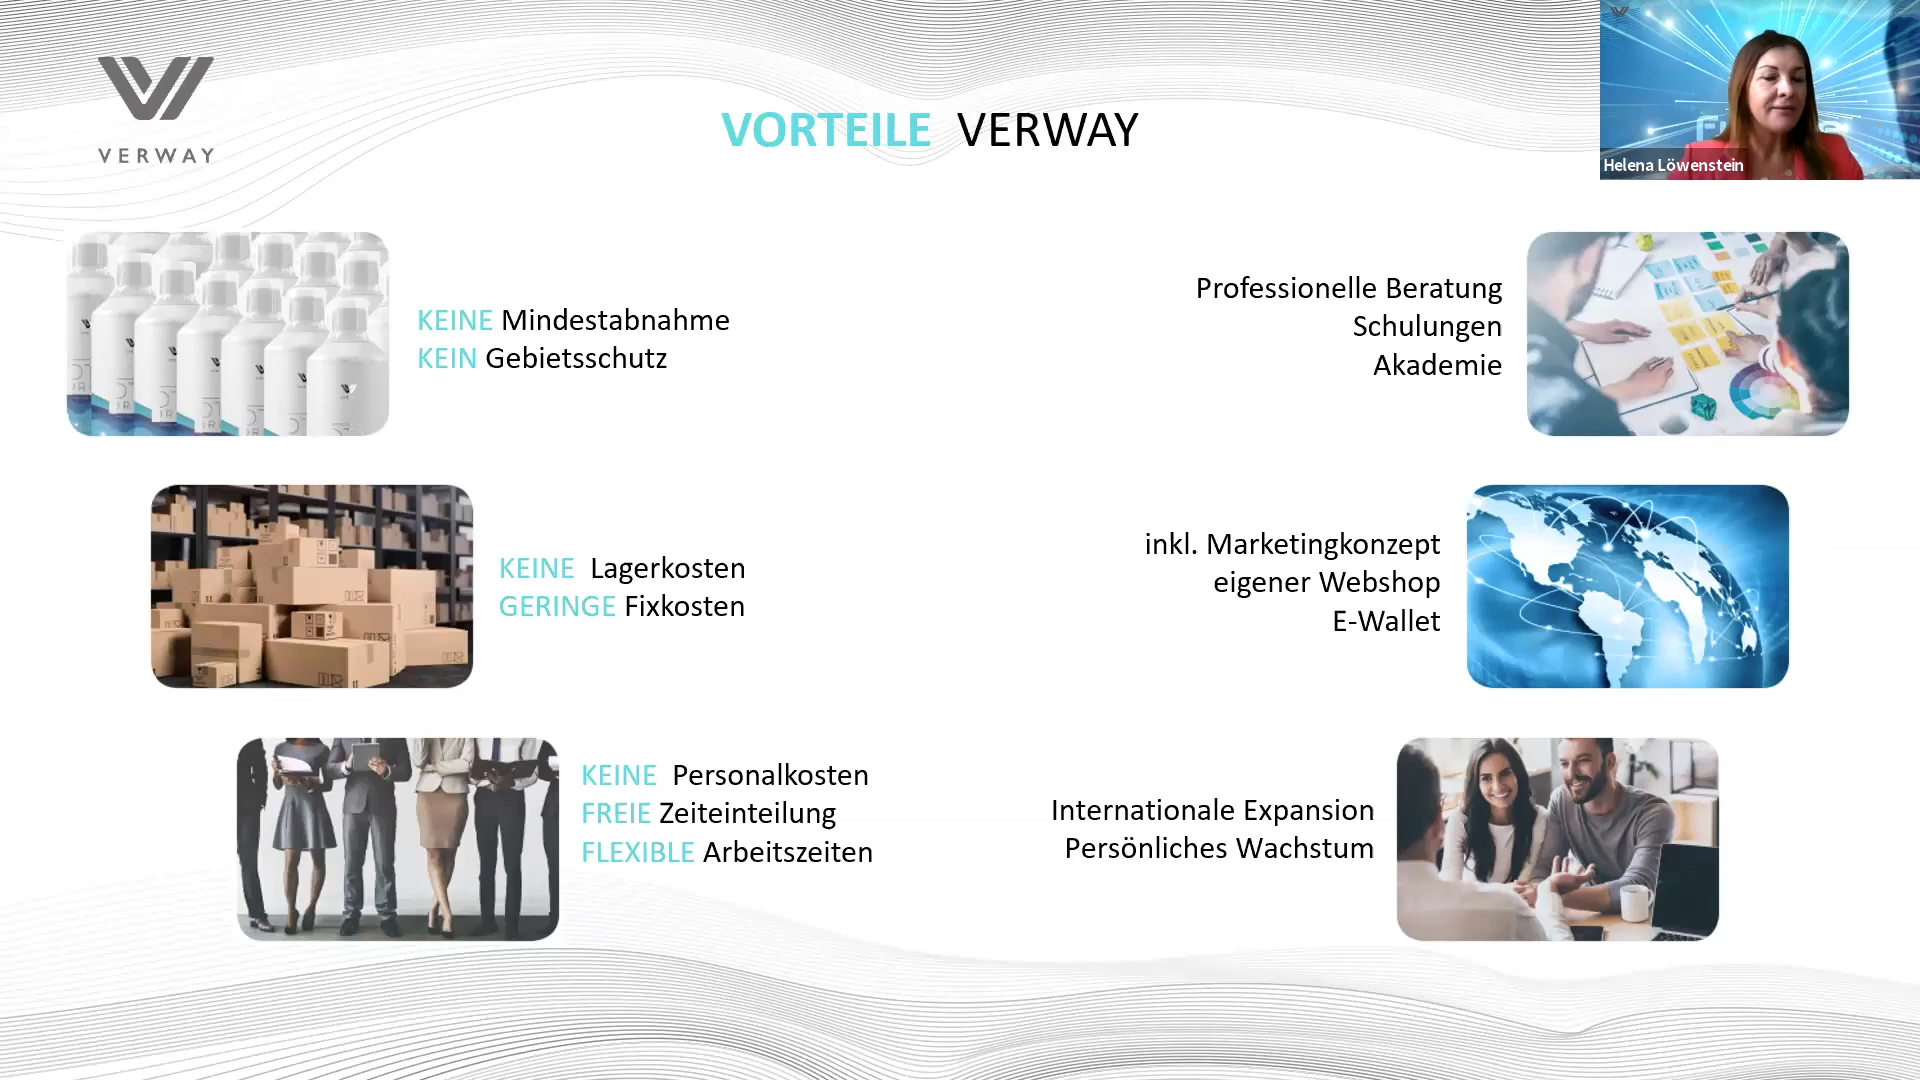 VERWAY
VORTEILE VERWAY
Helena Löwenstein
KEINE Mindestabnahme
KEIN Gebietsschutz
KEINE Lagerkosten
GERINGE Fixkosten
KEINE Personalkosten
FREIE Zeiteinteilung
FLEXIBLE Arbeitszeiten
Professionelle Beratung
Schulungen
Akademie
inkl. Marketingkonzept
eigener Webshop
E-Wallet
Internationale Expansion
Persönliches Wachstum